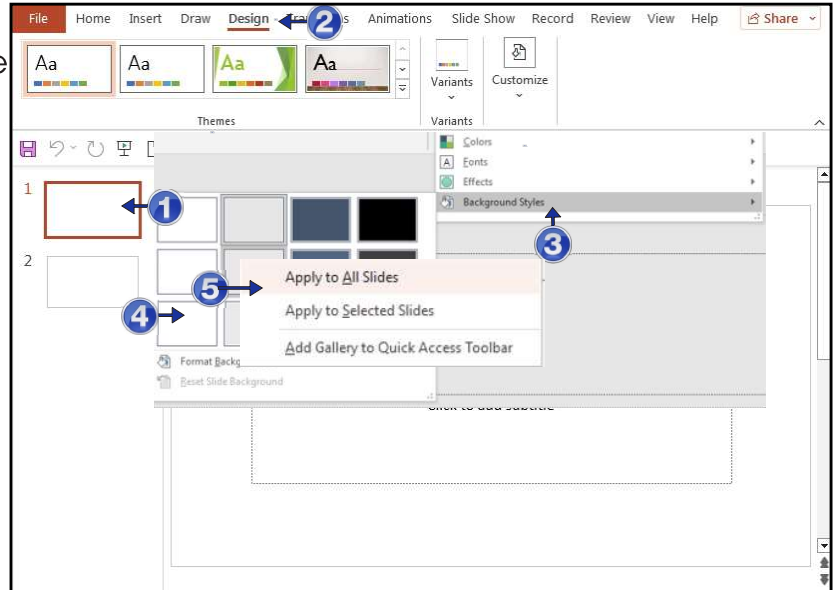 File Home Insert Draw Design Animations Slide Show Record Review View Help Share
2
e
Aa Aa Aa Aa
Variants Customize
Themes Variants
Colors
Fonts
Effects
Background Styles
1
1
3
2
5
Apply to All Slides
4
Apply to Selected Slides
Add Gallery to Quick Access Toolbar
Format Backg
Reset Slide Background
Click to add subtitle